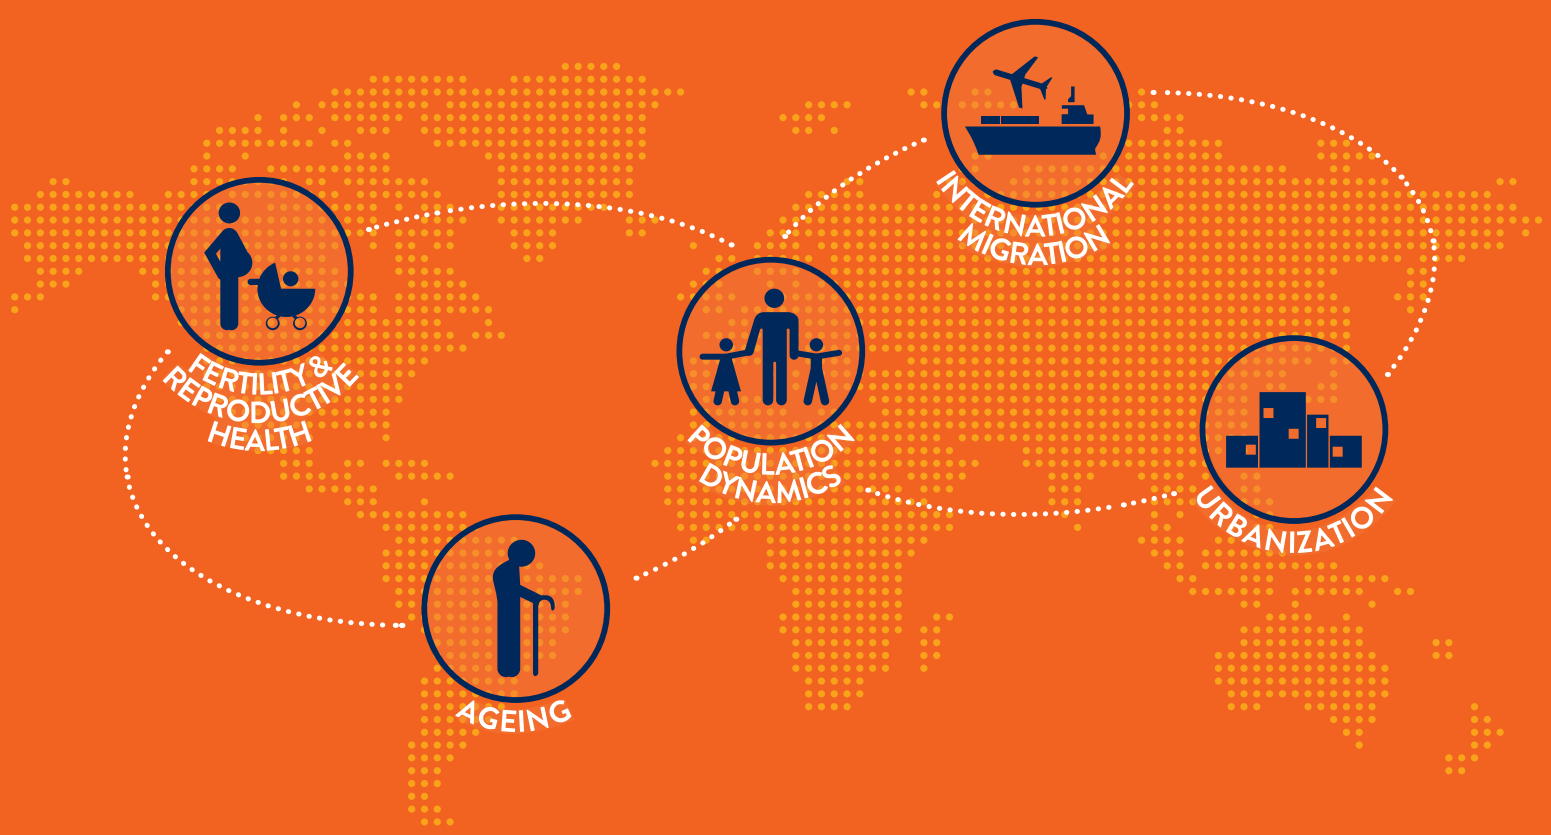 INTERNATIONAL
MIGRATION
FERTILITY &
REPRODUCTIVE
HEALTH
POPULATION
DYNAMICS
URBANIZATION
AGEING